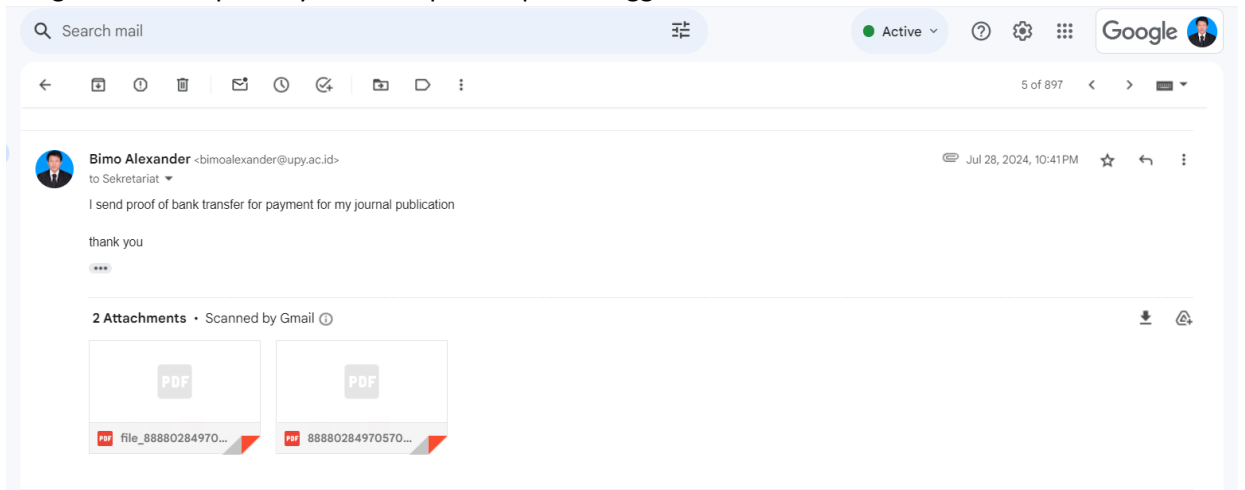 Search mail
Active
Google
5 of 897
Bimo Alexander <bimoalexander@upy.ac.id>
Jul 28, 2024, 10:41 PM
to Sekretariat
I send proof of bank transfer for payment for my journal publication
thank you
2 Attachments • Scanned by Gmail
PDF
PDF
PDF file_88880284970...
PDF 88880284970570...